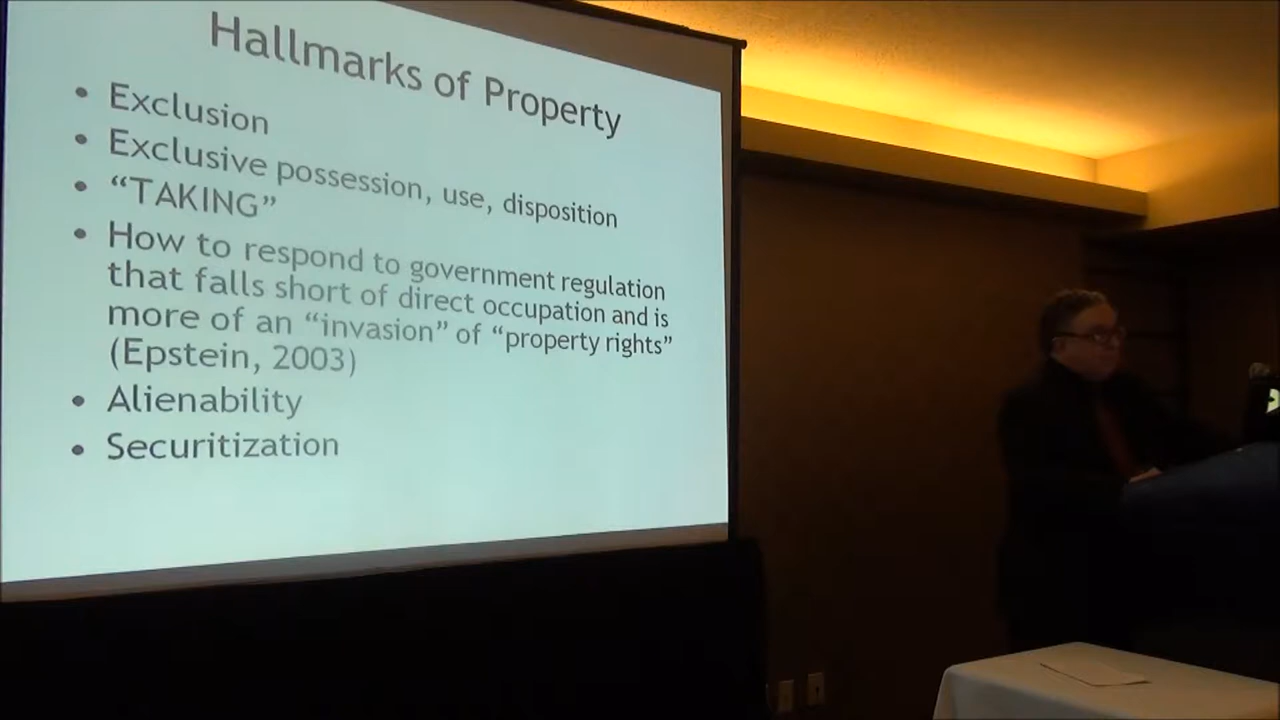 Hallmarks of Property
• Exclusion
• Exclusive possession, use, disposition
• “TAKING”
• How to respond to government regulation
that falls short of direct occupation and is
more of an “invasion” of “property rights”
(Epstein, 2003)
• Alienability
• Securitization